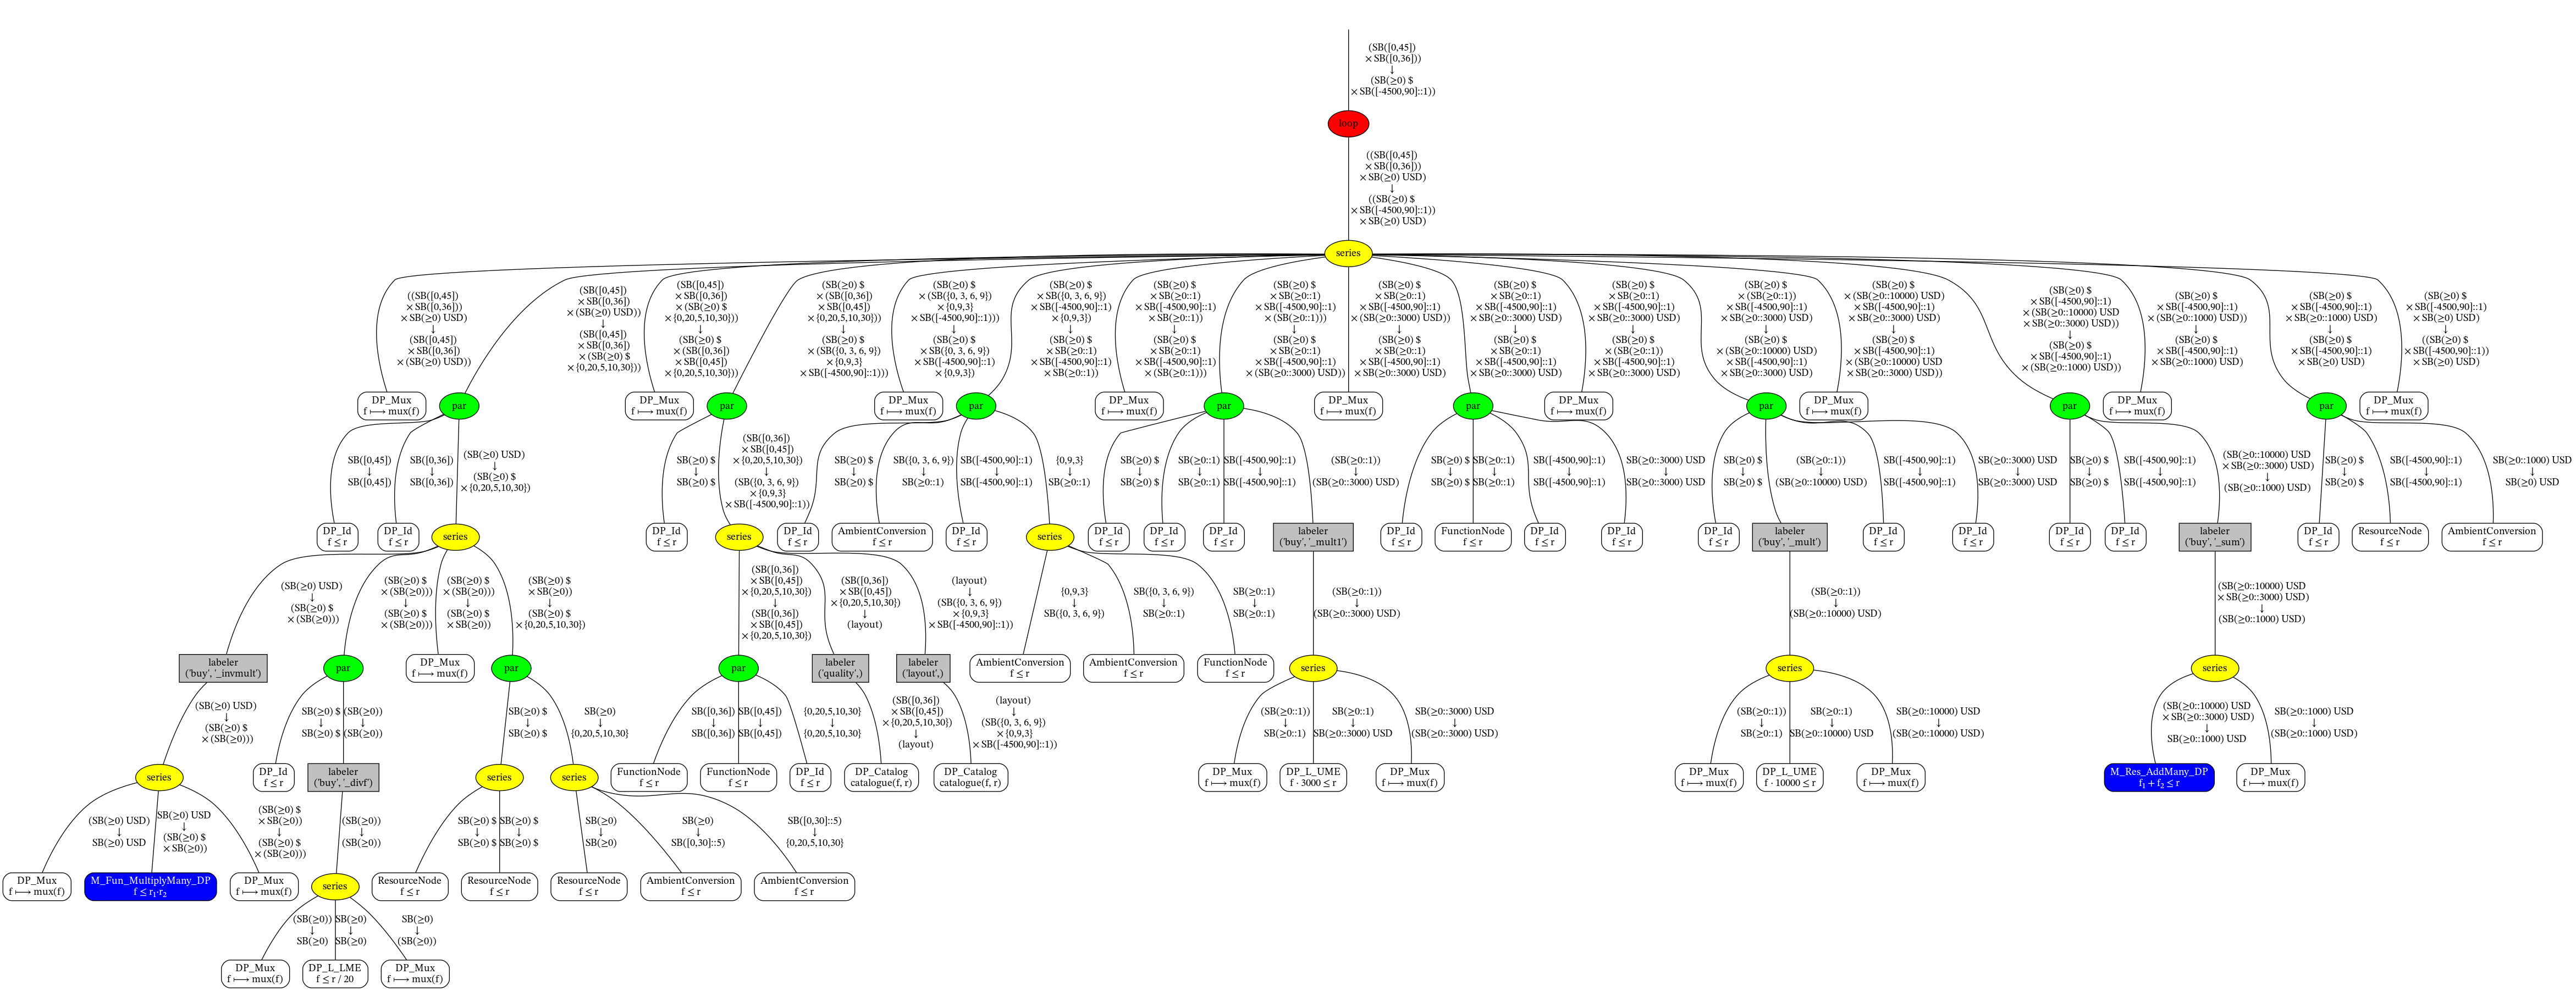 (SB([0,45])
× SB([0,36]))
↓
(SB(≥0) $
× SB([-4500,90]::1))
loop
((SB([0,45])
× SB([0,36]))
× SB(≥0) USD)
↓
((SB(≥0) $
× SB([-4500,90]::1))
× SB(≥0) USD)
series
((SB([0,45])
× SB([0,36]))
× SB(≥0) USD)
↓
(SB([0,45])
× SB([0,36])
× (SB(≥0) USD))
(SB([0,45])
× SB([0,36])
× (SB(≥0) USD))
↓
(SB([0,45])
× SB([0,36])
× (SB(≥0) $
× {0,20,5,10,30}))
(SB([0,45])
× SB([0,36])
× (SB(≥0) $
× {0,20,5,10,30}))
↓
(SB(≥0) $
× (SB([0,36])
× SB([0,45])
× {0,20,5,10,30}))
(SB(≥0) $
× (SB([0,36])
× SB([0,45])
× {0,20,5,10,30}))
↓
(SB(≥0) $
× (SB({0, 3, 6, 9})
× {0,9,3}
× SB([-4500,90]::1)))
(SB(≥0) $
× (SB({0, 3, 6, 9})
× {0,9,3}
× SB([-4500,90]::1)))
↓
(SB(≥0) $
× SB({0, 3, 6, 9})
× SB([-4500,90]::1)
× {0,9,3})
(SB(≥0) $
× SB({0, 3, 6, 9})
× SB([-4500,90]::1)
× {0,9,3})
↓
(SB(≥0) $
× SB(≥0::1)
× SB([-4500,90]::1)
× SB(≥0::1))
(SB(≥0) $
× SB(≥0::1)
× SB([-4500,90]::1)
× SB(≥0::1))
↓
(SB(≥0) $
× SB(≥0::1)
× SB([-4500,90]::1)
× (SB(≥0::1)))
(SB(≥0) $
× SB(≥0::1)
× SB([-4500,90]::1)
× (SB(≥0::1)))
↓
(SB(≥0) $
× SB(≥0::1)
× SB([-4500,90]::1)
× (SB(≥0::3000) USD))
(SB(≥0) $
× SB(≥0::1)
× SB([-4500,90]::1)
× (SB(≥0::3000) USD))
↓
(SB(≥0) $
× SB(≥0::1)
× SB([-4500,90]::1)
× SB(≥0::3000) USD)
(SB(≥0) $
× SB(≥0::1)
× SB([-4500,90]::1)
× SB(≥0::3000) USD)
↓
(SB(≥0) $
× SB(≥0::1)
× SB([-4500,90]::1)
× SB(≥0::3000) USD)
(SB(≥0) $
× SB(≥0::1)
× SB([-4500,90]::1)
× SB(≥0::3000) USD)
↓
(SB(≥0) $
× (SB(≥0::1))
× SB([-4500,90]::1)
× SB(≥0::3000) USD)
(SB(≥0) $
× (SB(≥0::1))
× SB([-4500,90]::1)
× SB(≥0::3000) USD)
↓
(SB(≥0) $
× (SB(≥0::10000) USD)
× SB([-4500,90]::1)
× SB(≥0::3000) USD)
(SB(≥0) $
× (SB(≥0::10000) USD)
× SB([-4500,90]::1)
× SB(≥0::3000) USD)
↓
(SB(≥0) $
× SB([-4500,90]::1)
× (SB(≥0::10000) USD
× SB(≥0::3000) USD))
(SB(≥0) $
× SB([-4500,90]::1)
× (SB(≥0::10000) USD
× SB(≥0::3000) USD))
↓
(SB(≥0) $
× SB([-4500,90]::1)
× (SB(≥0::1000) USD))
(SB(≥0) $
× SB([-4500,90]::1)
× (SB(≥0::1000) USD))
↓
(SB(≥0) $
× SB([-4500,90]::1)
× SB(≥0::1000) USD)
(SB(≥0) $
× SB([-4500,90]::1)
× SB(≥0::1000) USD)
↓
(SB(≥0) $
× SB([-4500,90]::1)
× SB(≥0) USD)
(SB(≥0) $
× SB([-4500,90]::1)
× SB(≥0) USD)
↓
((SB(≥0) $
× SB([-4500,90]::1))
× SB(≥0) USD)
DP_Mux
f ⟼ mux(f)
par
DP_Mux
f ⟼ mux(f)
par
DP_Mux
f ⟼ mux(f)
par
DP_Mux
f ⟼ mux(f)
par
DP_Mux
f ⟼ mux(f)
par
DP_Mux
f ⟼ mux(f)
par
DP_Mux
f ⟼ mux(f)
par
DP_Mux
f ⟼ mux(f)
par
DP_Mux
f ⟼ mux(f)
SB([0,45])
↓
SB([0,45])
SB([0,36])
↓
SB([0,36])
(SB(≥0) USD)
↓
(SB(≥0) $
× {0,20,5,10,30})
SB(≥0) $
↓
SB(≥0) $
(SB([0,36])
× SB([0,45])
× {0,20,5,10,30})
↓
(SB({0, 3, 6, 9})
× {0,9,3}
× SB([-4500,90]::1))
SB(≥0) $
↓
SB(≥0) $
SB({0, 3, 6, 9})
↓
SB(≥0::1)
SB([-4500,90]::1)
↓
SB([-4500,90]::1)
{0,9,3}
↓
SB(≥0::1)
SB(≥0) $
↓
SB(≥0) $
SB(≥0::1)
↓
SB(≥0::1)
SB([-4500,90]::1)
↓
SB([-4500,90]::1)
(SB(≥0::1))
↓
(SB(≥0::3000) USD)
SB(≥0) $
↓
SB(≥0) $
SB(≥0::1)
↓
SB(≥0::1)
SB([-4500,90]::1)
↓
SB([-4500,90]::1)
SB(≥0::3000) USD
↓
SB(≥0::3000) USD
SB(≥0) $
↓
SB(≥0) $
(SB(≥0::1))
↓
(SB(≥0::10000) USD)
SB([-4500,90]::1)
↓
SB([-4500,90]::1)
SB(≥0::3000) USD
↓
SB(≥0::3000) USD
SB(≥0) $
↓
SB(≥0) $
SB([-4500,90]::1)
↓
SB([-4500,90]::1)
(SB(≥0::10000) USD
× SB(≥0::3000) USD)
↓
(SB(≥0::1000) USD)
SB(≥0) $
↓
SB(≥0) $
SB([-4500,90]::1)
↓
SB([-4500,90]::1)
SB(≥0::1000) USD
↓
SB(≥0) USD
DP_Id
f ≤ r
DP_Id
f ≤ r
series
DP_Id
f ≤ r
series
DP_Id
f ≤ r
AmbientConversion
f ≤ r
DP_Id
f ≤ r
series
DP_Id
f ≤ r
DP_Id
f ≤ r
DP_Id
f ≤ r
labeler
('buy', '_mult1')
DP_Id
f ≤ r
FunctionNode
f ≤ r
DP_Id
f ≤ r
DP_Id
f ≤ r
DP_Id
f ≤ r
labeler
('buy', '_mult')
DP_Id
f ≤ r
DP_Id
f ≤ r
DP_Id
f ≤ r
DP_Id
f ≤ r
labeler
('buy', '_sum')
DP_Id
f ≤ r
ResourceNode
f ≤ r
AmbientConversion
f ≤ r
(SB(≥0) USD)
↓
(SB(≥0) $
× (SB(≥0)))
(SB(≥0) $
× (SB(≥0)))
↓
(SB(≥0) $
× (SB(≥0)))
(SB(≥0) $
× (SB(≥0)))
↓
(SB(≥0) $
× SB(≥0))
(SB(≥0) $
× SB(≥0))
↓
(SB(≥0) $
× {0,20,5,10,30})
(SB([0,36])
× SB([0,45])
× {0,20,5,10,30})
↓
(SB([0,36])
× SB([0,45])
× {0,20,5,10,30})
(SB([0,36])
× SB([0,45])
× {0,20,5,10,30})
↓
(layout)
(layout)
↓
(SB({0, 3, 6, 9})
× {0,9,3}
× SB([-4500,90]::1))
{0,9,3}
↓
SB({0, 3, 6, 9})
SB({0, 3, 6, 9})
↓
SB(≥0::1)
SB(≥0::1)
↓
SB(≥0::1)
(SB(≥0::1))
↓
(SB(≥0::3000) USD)
(SB(≥0::1))
↓
(SB(≥0::10000) USD)
(SB(≥0::10000) USD
× SB(≥0::3000) USD)
↓
(SB(≥0::1000) USD)
labeler
('buy', '_invmult')
par
DP_Mux
f ⟼ mux(f)
par
par
labeler
('quality',)
labeler
('layout',)
AmbientConversion
f ≤ r
AmbientConversion
f ≤ r
FunctionNode
f ≤ r
series
series
series
(SB(≥0) USD)
↓
(SB(≥0) $
× (SB(≥0)))
SB(≥0) $
↓
SB(≥0) $
(SB(≥0))
↓
(SB(≥0))
SB(≥0) $
↓
SB(≥0) $
SB(≥0)
↓
{0,20,5,10,30}
SB([0,36])
↓
SB([0,36])
SB([0,45])
↓
SB([0,45])
{0,20,5,10,30}
↓
{0,20,5,10,30}
(SB([0,36])
× SB([0,45])
× {0,20,5,10,30})
↓
(layout)
(layout)
↓
(SB({0, 3, 6, 9})
× {0,9,3}
× SB([-4500,90]::1))
(SB(≥0::1))
↓
SB(≥0::1)
SB(≥0::1)
↓
SB(≥0::3000) USD
SB(≥0::3000) USD
↓
(SB(≥0::3000) USD)
(SB(≥0::1))
↓
SB(≥0::1)
SB(≥0::1)
↓
SB(≥0::10000) USD
SB(≥0::10000) USD
↓
(SB(≥0::10000) USD)
(SB(≥0::10000) USD
× SB(≥0::3000) USD)
↓
SB(≥0::1000) USD
SB(≥0::1000) USD
↓
(SB(≥0::1000) USD)
series
DP_Id
f ≤ r
labeler
('buy', '_divf')
series
series
FunctionNode
f ≤ r
FunctionNode
f ≤ r
DP_Id
f ≤ r
DP_Catalog
catalogue(f, r)
DP_Catalog
catalogue(f, r)
DP_Mux
f ⟼ mux(f)
DP_L_UME
f · 3000 ≤ r
DP_Mux
f ⟼ mux(f)
DP_Mux
f ⟼ mux(f)
DP_L_UME
f · 10000 ≤ r
DP_Mux
f ⟼ mux(f)
M_Res_AddMany_DP
f₁ + f₂ ≤ r
DP_Mux
f ⟼ mux(f)
(SB(≥0) USD)
↓
SB(≥0) USD
SB(≥0) USD
↓
(SB(≥0) $
× SB(≥0))
(SB(≥0) $
× SB(≥0))
↓
(SB(≥0) $
× (SB(≥0)))
(SB(≥0))
↓
(SB(≥0))
SB(≥0) $
↓
SB(≥0) $
SB(≥0) $
↓
SB(≥0) $
SB(≥0)
↓
SB(≥0)
SB(≥0)
↓
SB([0,30]::5)
SB([0,30]::5)
↓
{0,20,5,10,30}
DP_Mux
f ⟼ mux(f)
M_Fun_MultiplyMany_DP
f ≤ r₁·r₂
DP_Mux
f ⟼ mux(f)
series
ResourceNode
f ≤ r
ResourceNode
f ≤ r
ResourceNode
f ≤ r
AmbientConversion
f ≤ r
AmbientConversion
f ≤ r
(SB(≥0))
↓
SB(≥0)
SB(≥0)
↓
SB(≥0)
SB(≥0)
↓
(SB(≥0))
DP_Mux
f ⟼ mux(f)
DP_L_LME
f ≤ r / 20
DP_Mux
f ⟼ mux(f)